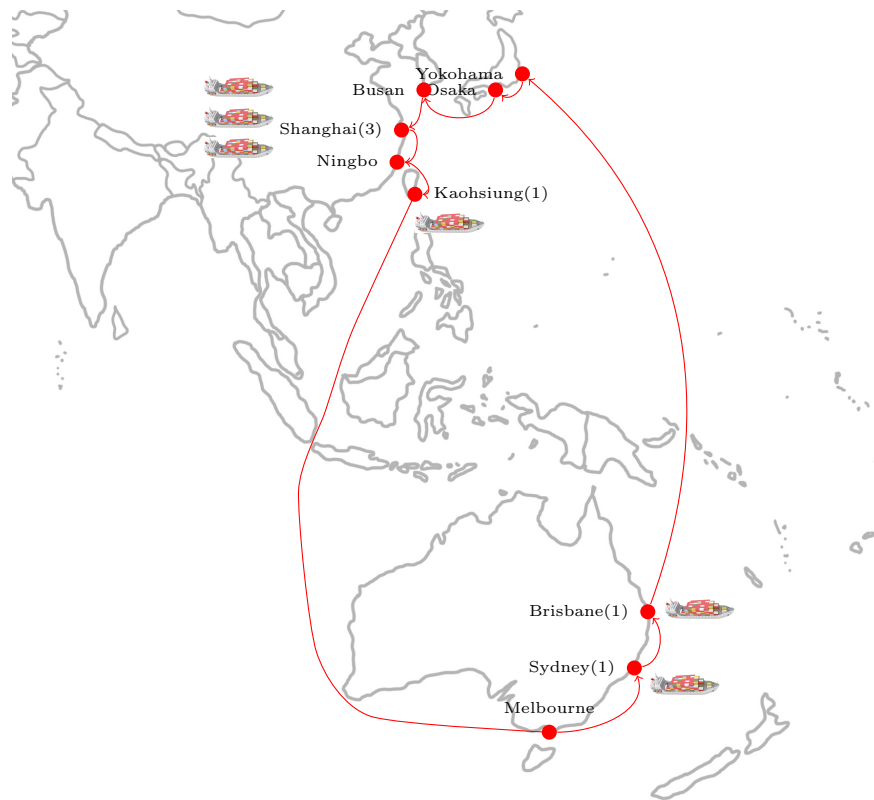 Yokohama
Busan
Osaka
Shanghai(3)
Ningbo
Kaohsiung(1)
Brisbane(1)
Sydney(1)
Melbourne